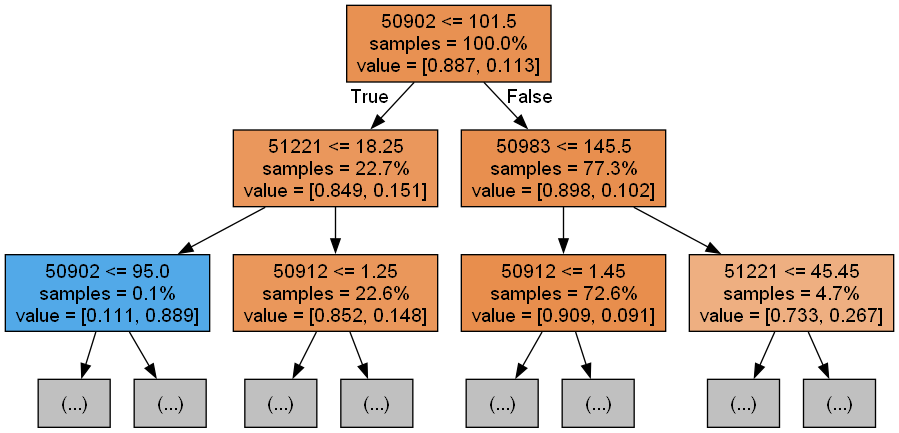 50902 <= 101.5
samples = 100.0%
value = [0.887, 0.113]
True
False
51221 <= 18.25
samples = 22.7%
value = [0.849, 0.151]
50983 <= 145.5
samples = 77.3%
value = [0.898, 0.102]
50902 <= 95.0
samples = 0.1%
value = [0.111, 0.889]
50912 <= 1.25
samples = 22.6%
value = [0.852, 0.148]
50912 <= 1.45
samples = 72.6%
value = [0.909, 0.091]
51221 <= 45.45
samples = 4.7%
value = [0.733, 0.267]
(...)
(...)
(...)
(...)
(...)
(...)
(...)
(...)